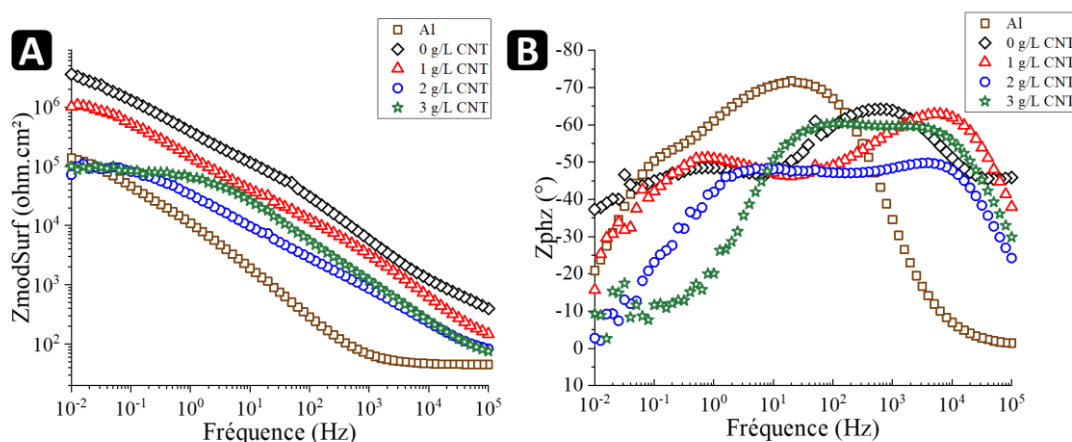 A
Al
0 g/L CNT
1 g/L CNT
2 g/L CNT
3 g/L CNT
ZmodSurf (ohm.cm²)
10⁶
10⁵
10⁴
10³
10²
10⁻² 10⁻¹ 10⁰ 10¹ 10² 10³ 10⁴ 10⁵
Fréquence (Hz)
B
Al
0 g/L CNT
1 g/L CNT
2 g/L CNT
3 g/L CNT
Zphz (°)
-80
-70
-60
-50
-40
-30
-20
-10
0
10
10⁻² 10⁻¹ 10⁰ 10¹ 10² 10³ 10⁴ 10⁵
Fréquence (Hz)